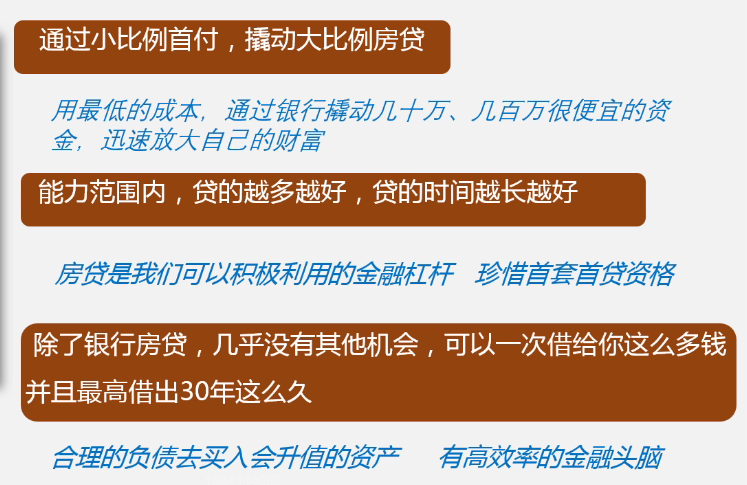 通过小比例首付，撬动大比例房贷
用最低的成本，通过银行撬动几十万、几百万很便宜的资
金，迅速放大自己的财富
能力范围内，贷的越多越好，贷的时间越长越好
房贷是我们可以积极利用的金融杠杆 珍惜首套首贷资格
除了银行房贷，几乎没有其他机会，可以一次借给你这么多钱
并且最高借出30年这么久
合理的负债去买入会升值的资产 有高效率的金融头脑